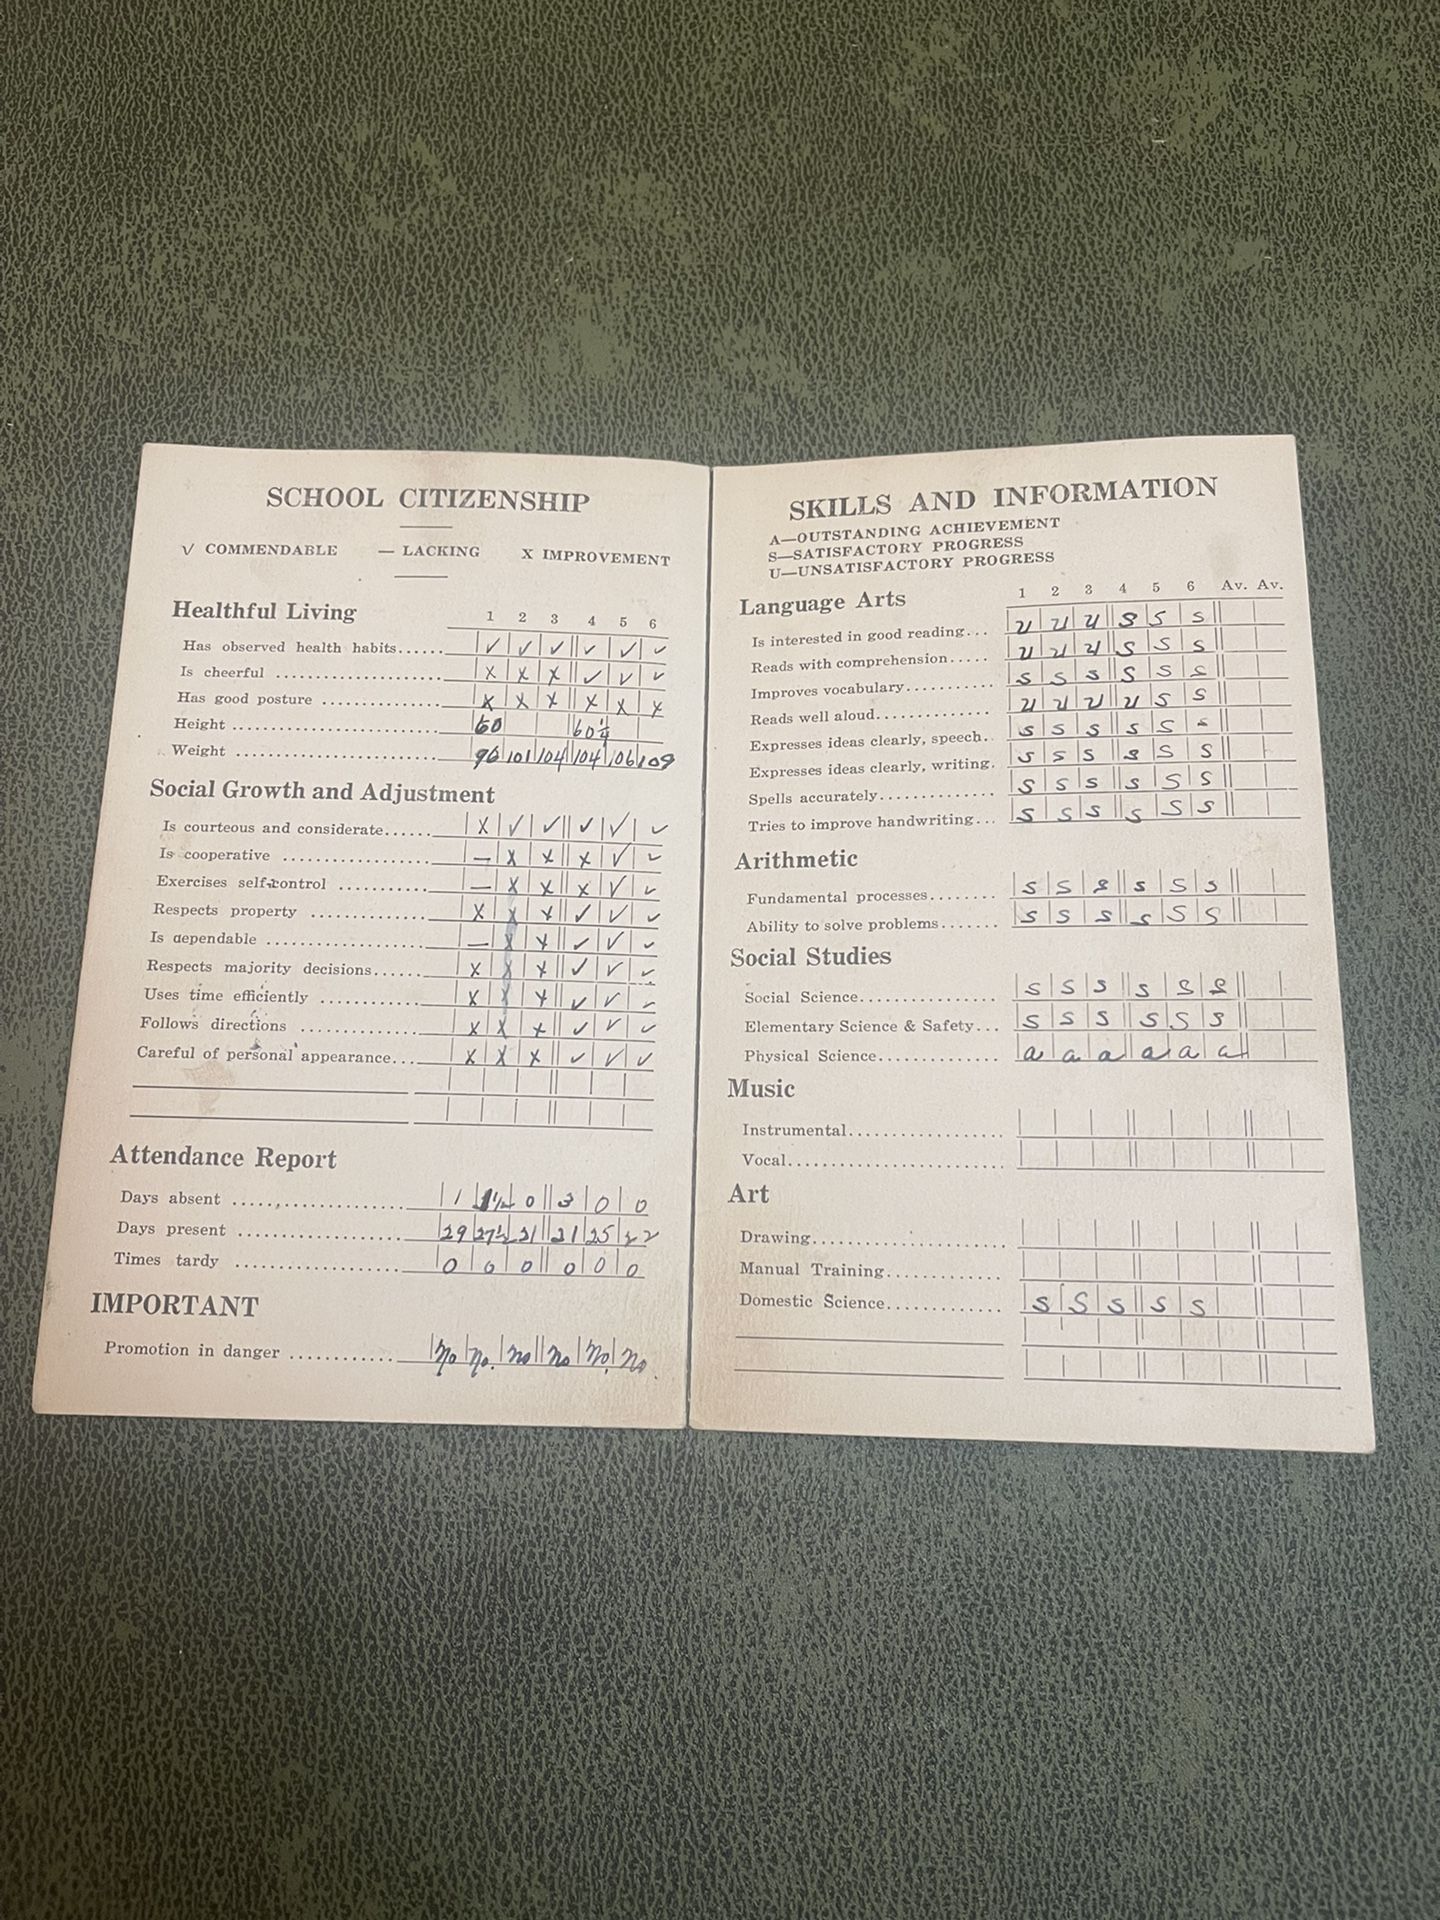 SCHOOL CITIZENSHIP
√ COMMENDABLE — LACKING X IMPROVEMENT
Healthful Living 1 2 3 4 5 6
Has observed health habits...... ✓ ✓ ✓ ✓ ✓ ✓
Is cheerful ...................... X X X ✓ ✓ ✓
Has good posture ............... X X X X X X
Height ........................... 60 60¼
Weight .......................... 96 101 104 104 106 109
Social Growth and Adjustment
Is courteous and considerate...... X ✓ ✓ ✓ ✓ ✓
Is cooperative .................. — X X X ✓ ✓
Exercises self-control ........... — X X X ✓ ✓
Respects property .............. X X X ✓ ✓ ✓
Is dependable .................... — X X ✓ ✓ ✓
Respects majority decisions...... X X X ✓ ✓ ✓
Uses time efficiently ............ X X X ✓ ✓ ✓
Follows directions .............. X X X ✓ ✓ ✓
Careful of personal appearance... X X X ✓ ✓ ✓
Attendance Report
Days absent ..................... 1 1½ 0 3 0 0
Days present .................... 29 27½ 31 21 25 22
Times tardy .................... 0 0 0 0 0 0
IMPORTANT
Promotion in danger ............ no no. no no no. no.
SKILLS AND INFORMATION
A—OUTSTANDING ACHIEVEMENT
S—SATISFACTORY PROGRESS
U—UNSATISFACTORY PROGRESS
Language Arts 1 2 3 4 5 6 Av. Av.
Is interested in good reading... U U U S S S
Reads with comprehension..... U U U S S S
Improves vocabulary........... S S S S S S
Reads well aloud............. U U U U S S
Expresses ideas clearly, speech. S S S S S S
Expresses ideas clearly, writing. S S S S S S
Spells accurately.............. S S S S S S
Tries to improve handwriting... S S S S S S
Arithmetic
Fundamental processes........ S S S S S S
Ability to solve problems....... S S S S S S
Social Studies
Social Science................ S S S S S S
Elementary Science & Safety... S S S S S S
Physical Science.............. a a a a a a
Music
Instrumental..................
Vocal.........................
Art
Drawing.......................
Manual Training.............
Domestic Science............ S S S S S